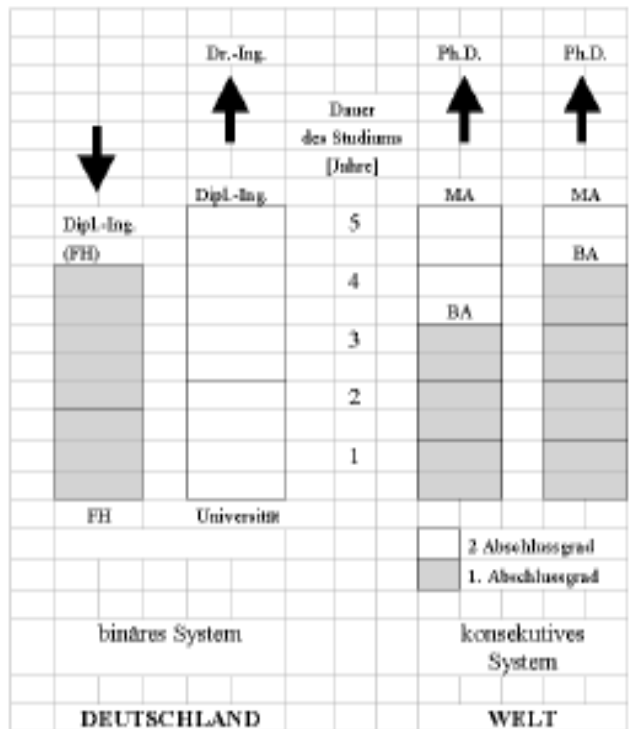 Dr.-Ing.
Ph.D.
Ph.D.
Dauer
des Studiums
[Jahre]
Dipl.-Ing.
MA
MA
Dipl.-Ing.
(FH)
5
BA
4
BA
3
2
1
FH
Universität
2 Abschlussgrad
1. Abschlussgrad
binäres System
konsekutives
System
DEUTSCHLAND
WELT